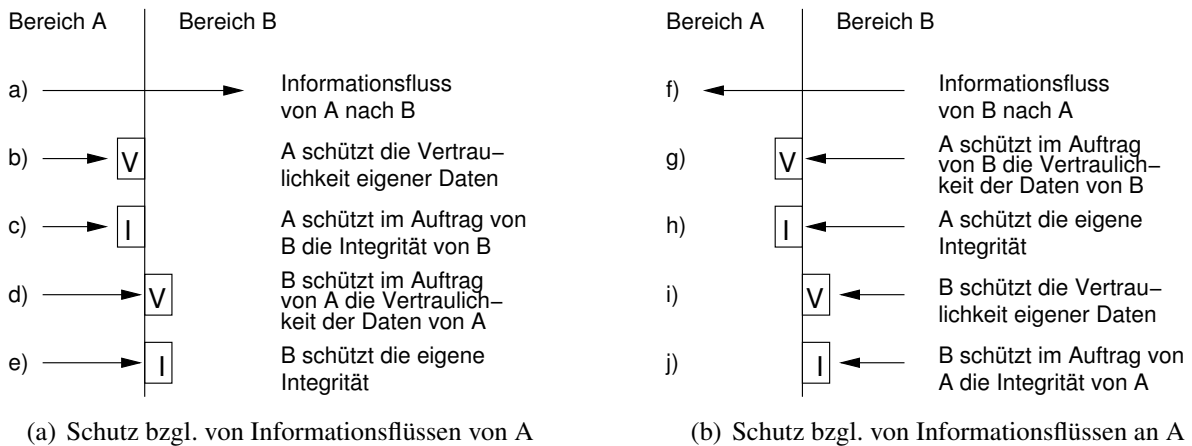 Bereich A Bereich B
a) Informationsfluss
von A nach B
b) V A schützt die Vertrau–
lichkeit eigener Daten
c) I A schützt im Auftrag von
B die Integrität von B
d) V B schützt im Auftrag
von A die Vertraulich–
keit der Daten von A
e) I B schützt die eigene
Integrität
(a) Schutz bzgl. von Informationsflüssen von A
Bereich A Bereich B
f) Informationsfluss
von B nach A
g) V A schützt im Auftrag
von B die Vertraulich–
keit der Daten von B
h) I A schützt die eigene
Integrität
i) V B schützt die Vertrau–
lichkeit eigener Daten
j) I B schützt im Auftrag von
A die Integrität von A
(b) Schutz bzgl. von Informationsflüssen an A